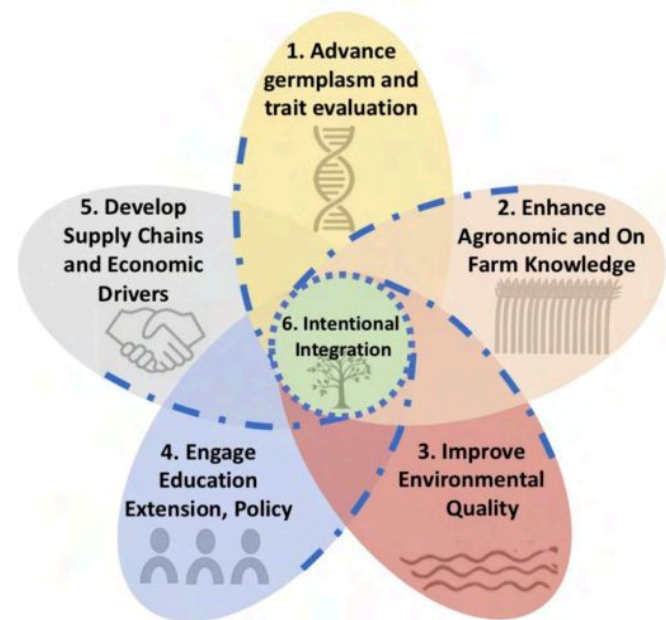 1. Advance
germplasm and
trait evaluation
2. Enhance
Agronomic and On
Farm Knowledge
3. Improve
Environmental
Quality
4. Engage
Education
Extension, Policy
5. Develop
Supply Chains
and Economic
Drivers
6. Intentional
Integration